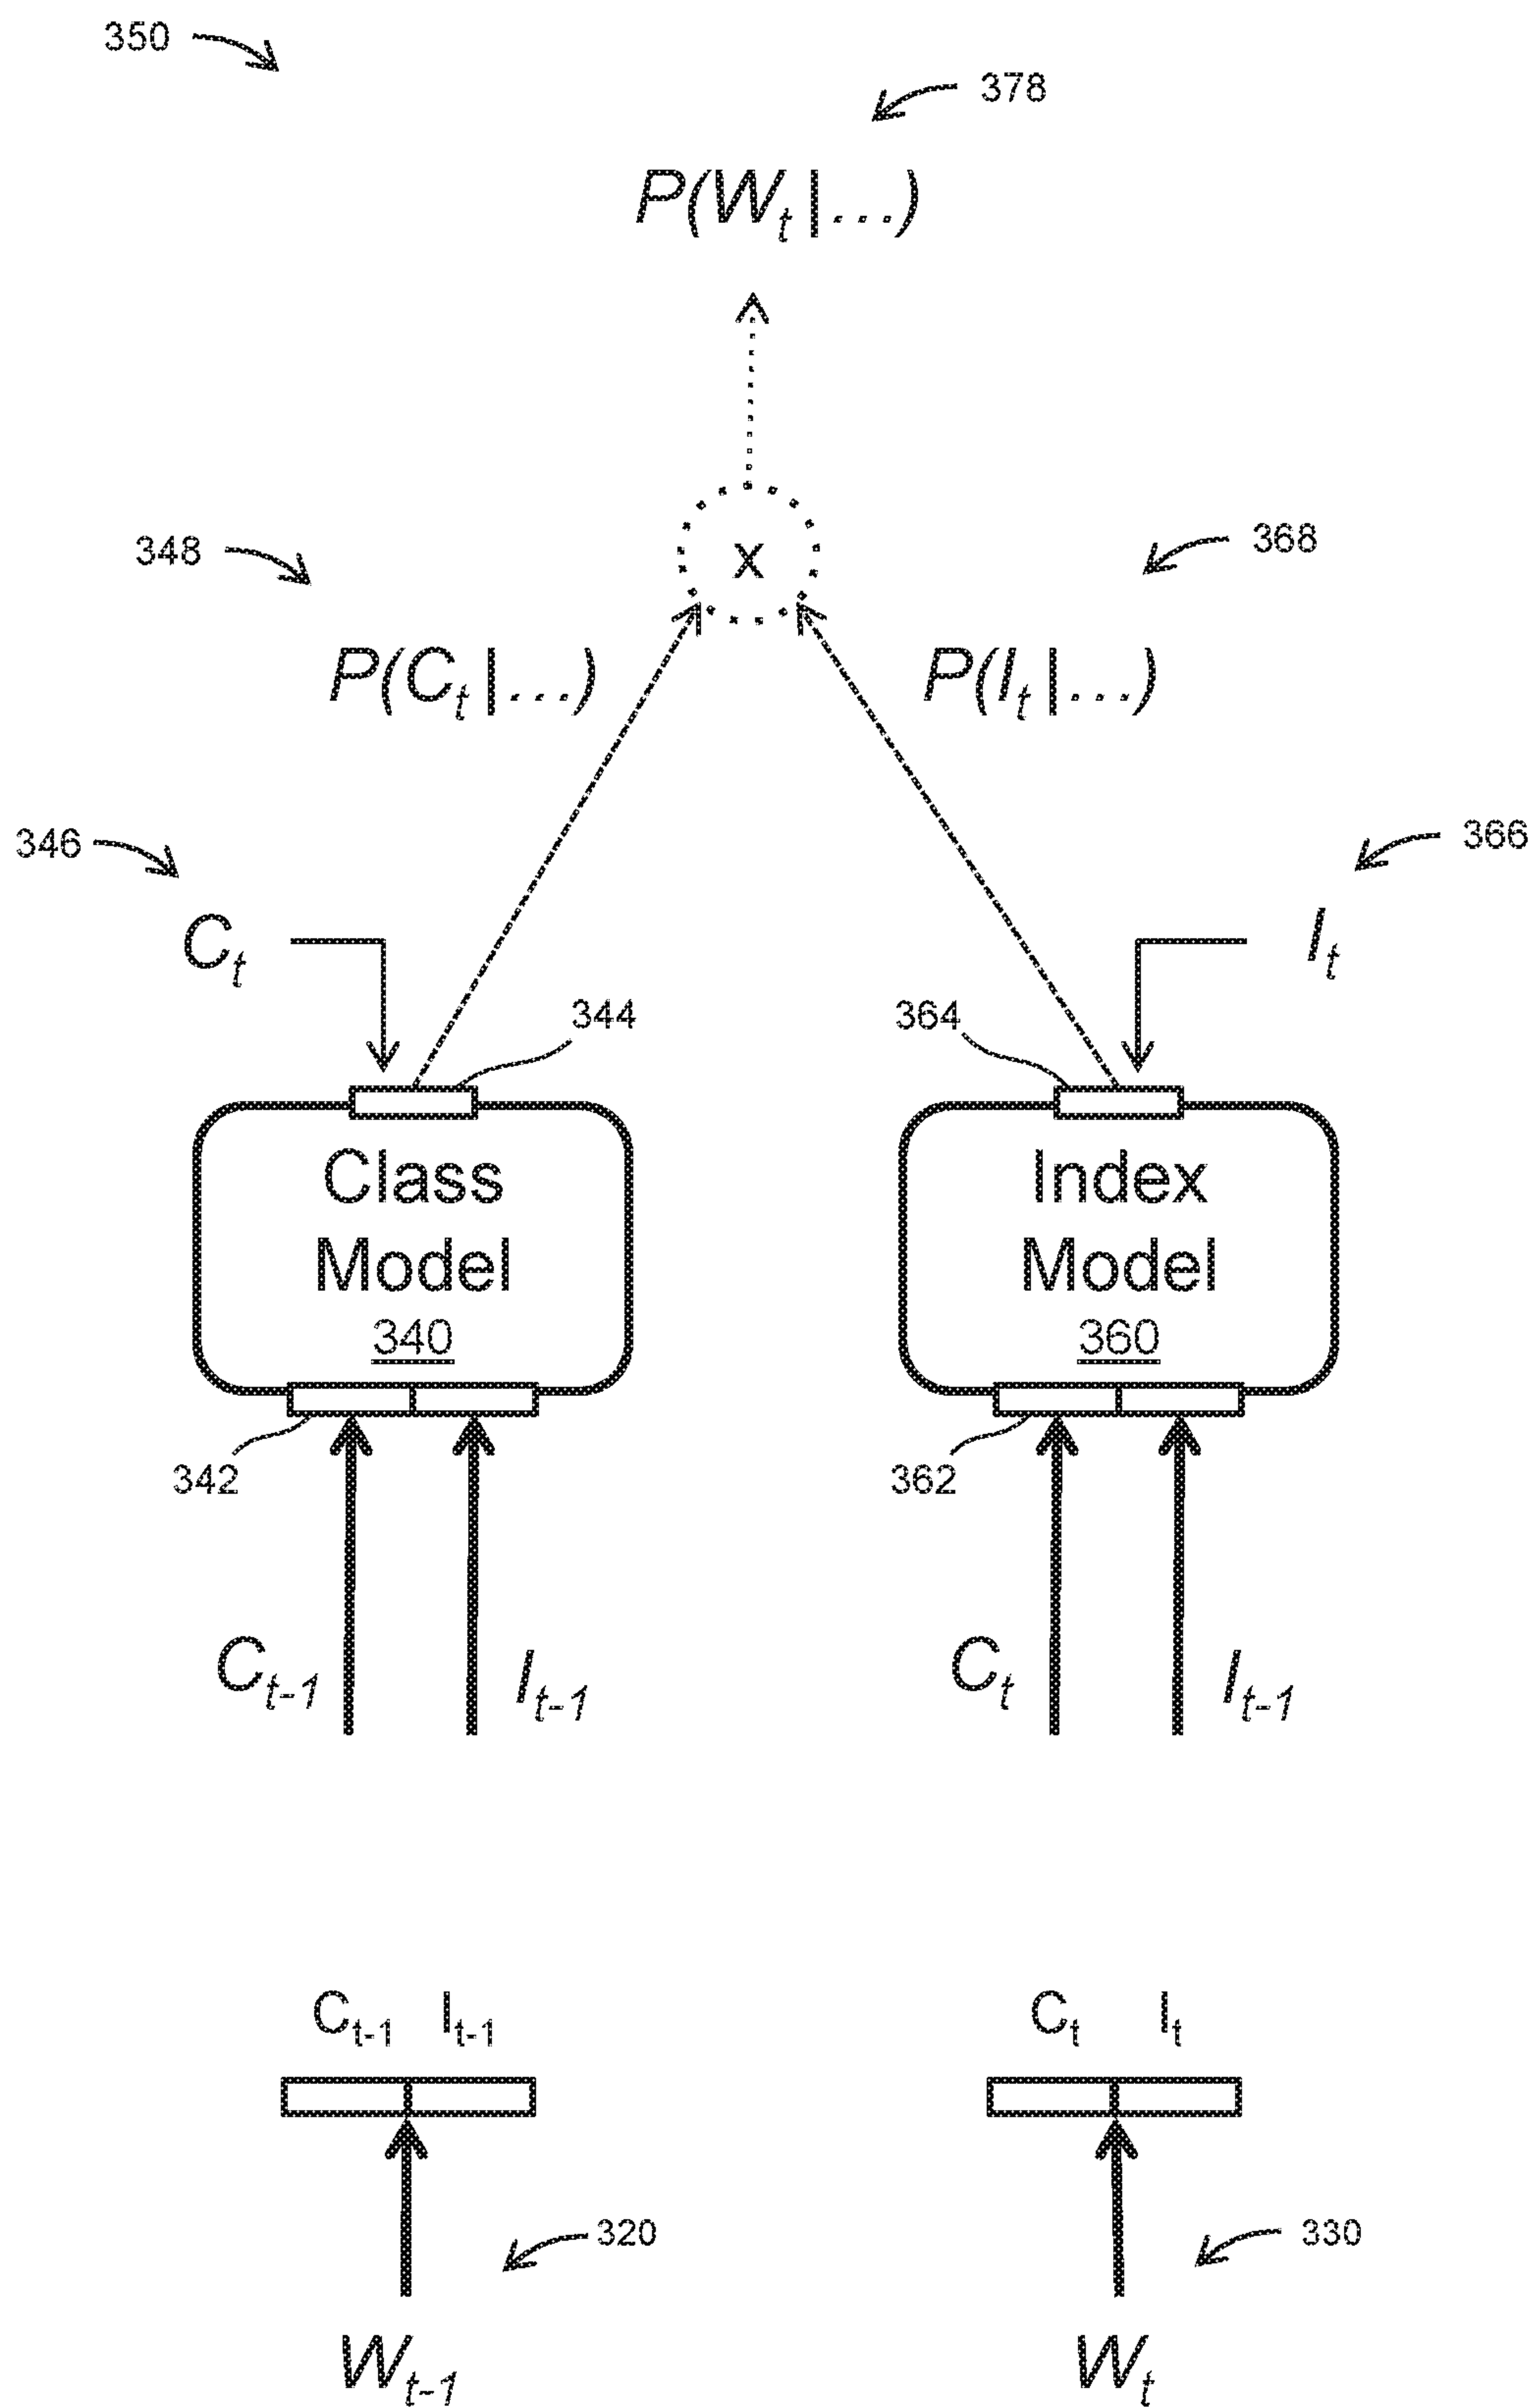 350
378
P(Wₜ | ...)
348
368
x
P(Cₜ | ...)
P(Iₜ | ...)
346
366
Cₜ
Iₜ
344
364
Class
Model
340
Index
Model
360
342
362
Cₜ₋₁
Iₜ₋₁
Cₜ
Iₜ₋₁
Cₜ₋₁ Iₜ₋₁
Cₜ Iₜ
320
330
Wₜ₋₁
Wₜ